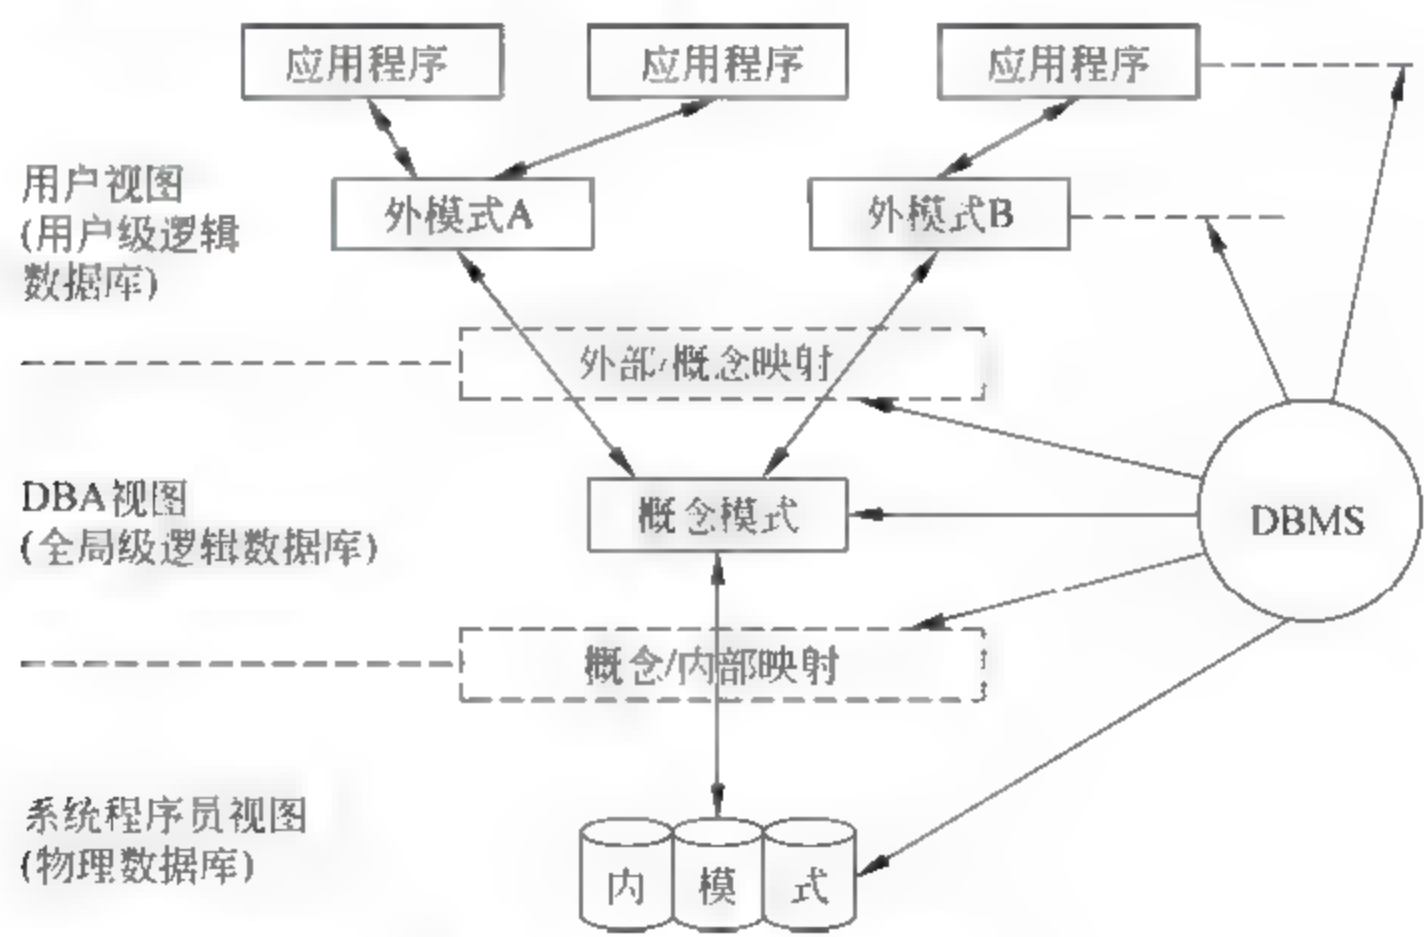 应用程序
应用程序
应用程序
用户视图
(用户级逻辑
数据库)
外模式A
外模式B
外部/概念映射
DBA视图
(全局级逻辑数据库)
概念模式
DBMS
概念/内部映射
系统程序员视图
(物理数据库)
内 模 式